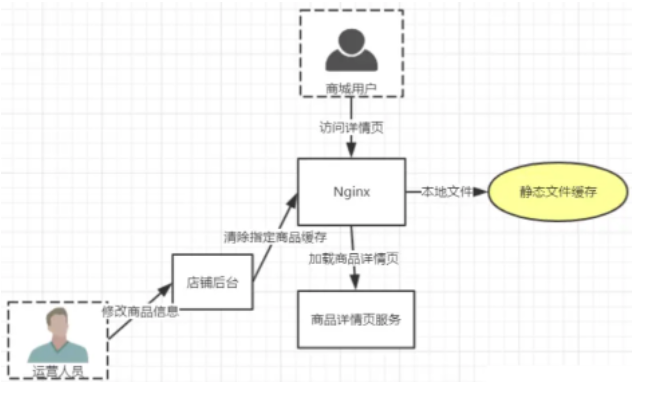 商城用户
访问详情页
Nginx
本地文件
静态文件缓存
清除指定商品缓存
加载商品详情页
店铺后台
修改商品信息
商品详情页服务
运营人员